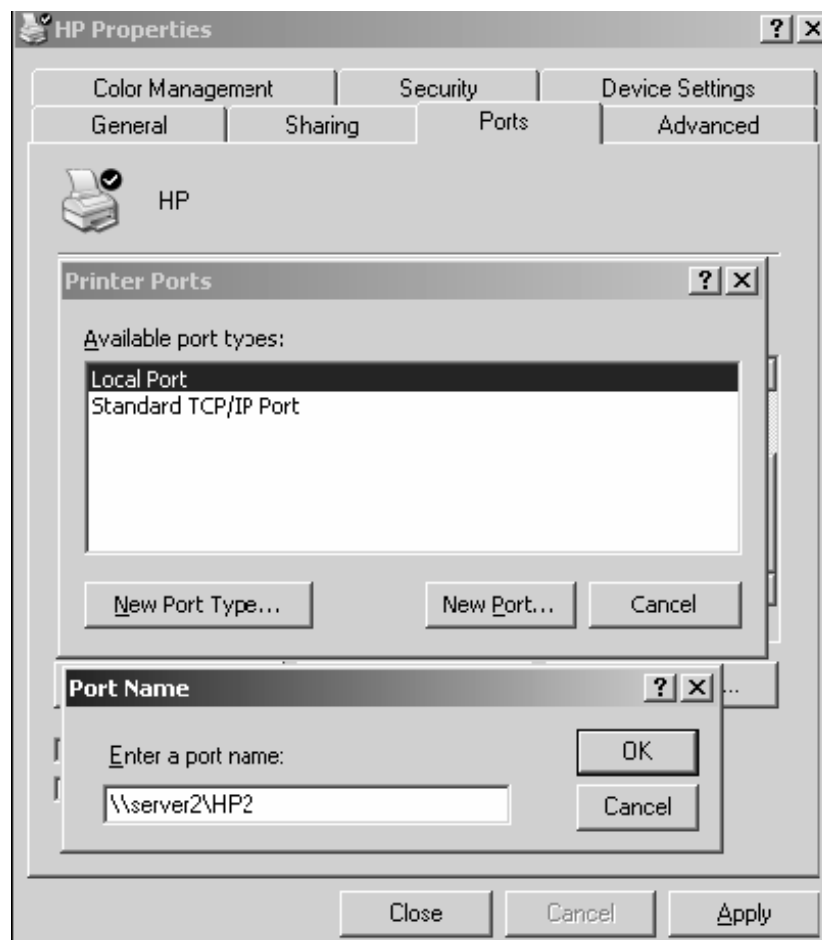 HP Properties
Color Management Security Device Settings
General Sharing Ports Advanced
HP
Printer Ports
Available port types:
Local Port
Standard TCP/IP Port
New Port Type... New Port... Cancel
Port Name
...
Enter a port name:
OK
\\server2\HP2
Cancel
Close Cancel Apply